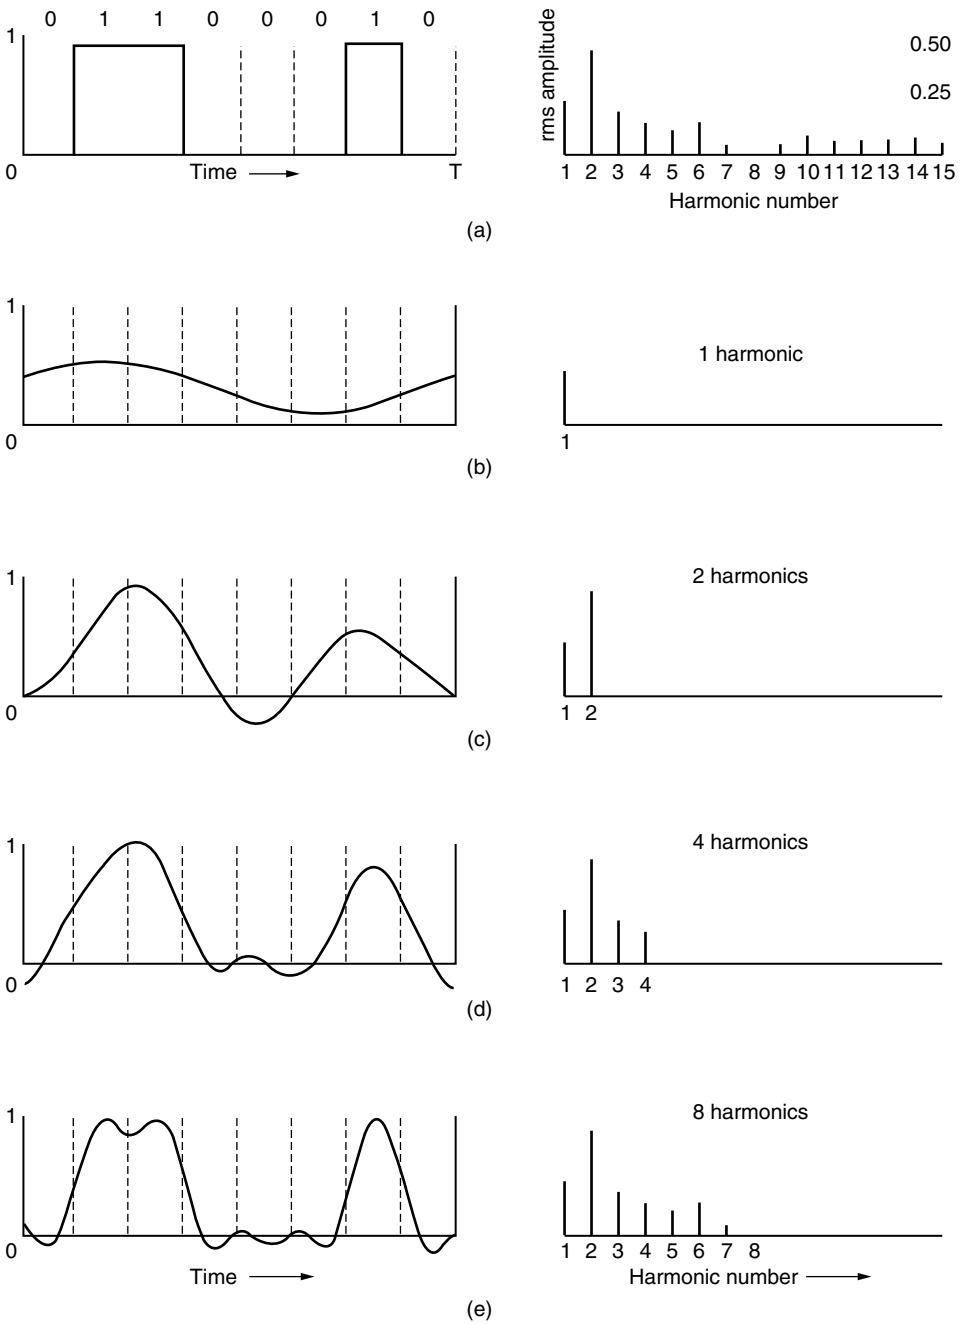 0 1 1 0 0 0 1 0
1
0
Time
T
rms amplitude
0.50
0.25
1 2 3 4 5 6 7 8 9 10 11 12 13 14 15
Harmonic number
(a)
1
0
1 harmonic
1
(b)
1
0
2 harmonics
1 2
(c)
1
0
4 harmonics
1 2 3 4
(d)
1
0
Time
8 harmonics
1 2 3 4 5 6 7 8
Harmonic number
(e)